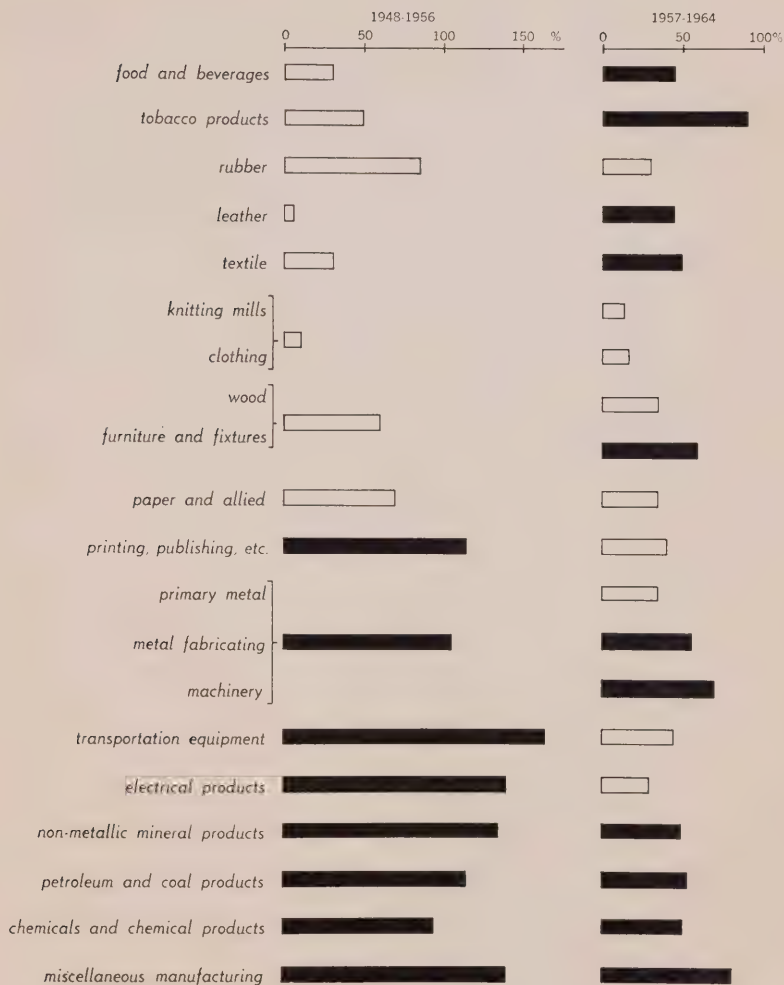 1948-1956
1957-1964
0 50 100 150 %
0 50 100%
food and beverages
tobacco products
rubber
leather
textile
knitting mills
clothing
wood
furniture and fixtures
paper and allied
printing, publishing, etc.
primary metal
metal fabricating
machinery
transportation equipment
electrical products
non-metallic mineral products
petroleum and coal products
chemicals and chemical products
miscellaneous manufacturing